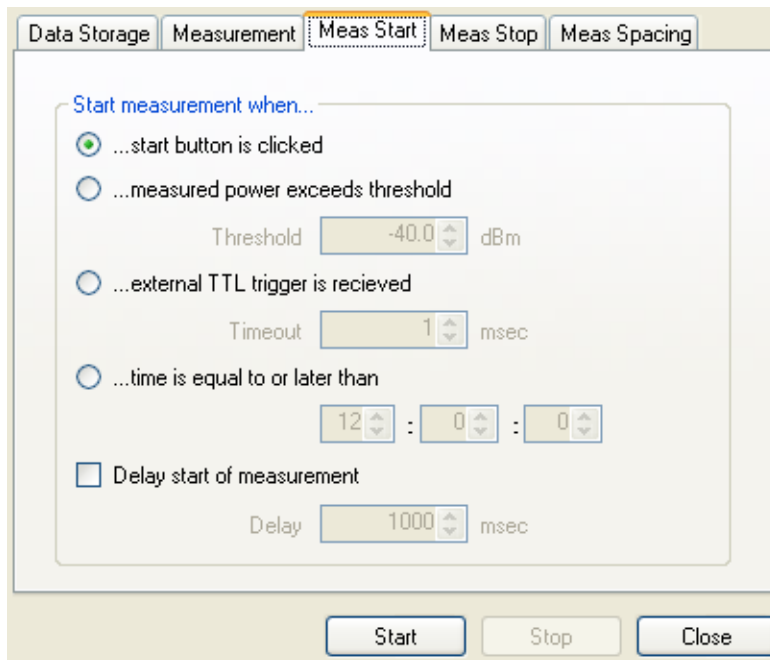 Data Storage Measurement Meas Start Meas Stop Meas Spacing
Start measurement when...
...start button is clicked
...measured power exceeds threshold
Threshold -40.0 dBm
...external TTL trigger is recieved
Timeout 1 msec
...time is equal to or later than
12 : 0 : 0
Delay start of measurement
Delay 1000 msec
Start Stop Close